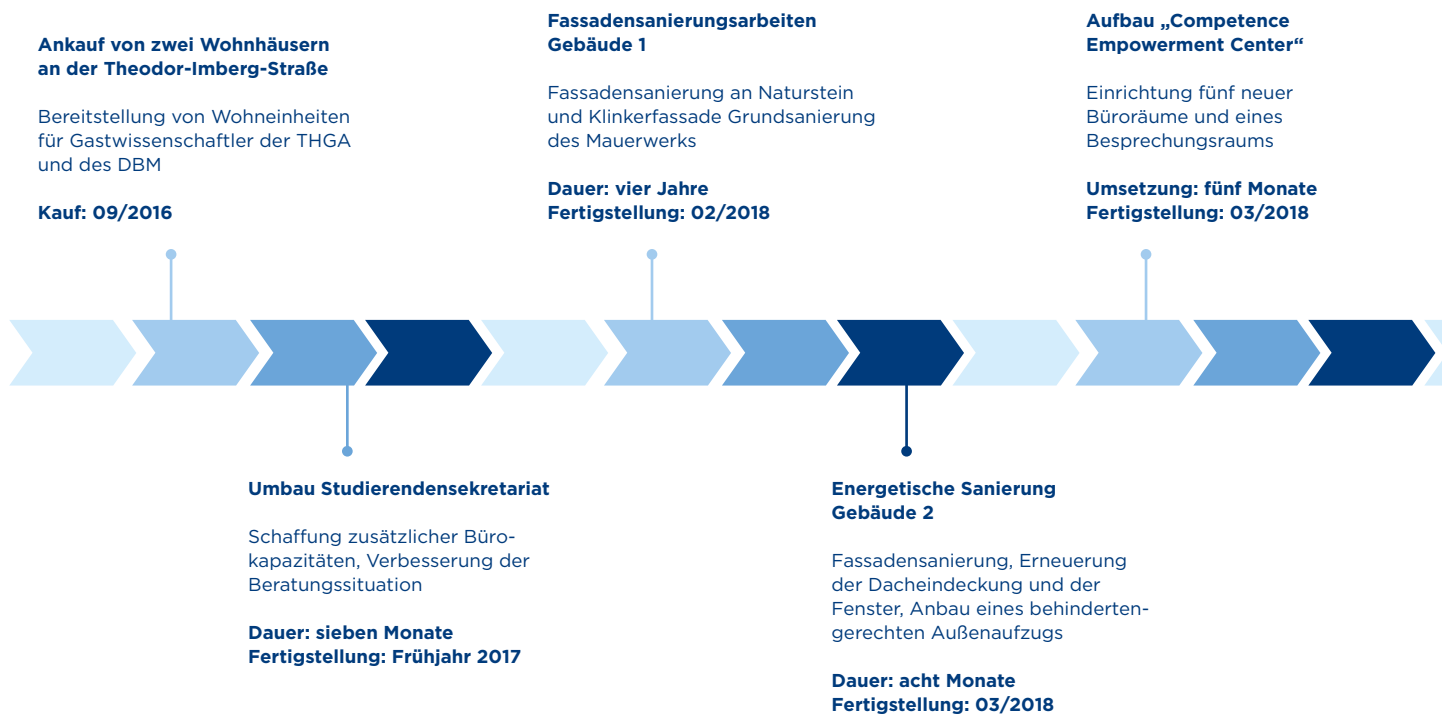 Ankauf von zwei Wohnhäusern
an der Theodor-Imberg-Straße
Bereitstellung von Wohneinheiten
für Gastwissenschaftler der THGA
und des DBM
Kauf: 09/2016
Fassadensanierungsarbeiten
Gebäude 1
Fassadensanierung an Naturstein
und Klinkerfassade Grundsanierung
des Mauerwerks
Dauer: vier Jahre
Fertigstellung: 02/2018
Aufbau „Competence
Empowerment Center“
Einrichtung fünf neuer
Büroräume und eines
Besprechungsraums
Umsetzung: fünf Monate
Fertigstellung: 03/2018
Umbau Studierendensekretariat
Schaffung zusätzlicher Büro-
kapazitäten, Verbesserung der
Beratungssituation
Dauer: sieben Monate
Fertigstellung: Frühjahr 2017
Energetische Sanierung
Gebäude 2
Fassadensanierung, Erneuerung
der Dacheindeckung und der
Fenster, Anbau eines behinderten-
gerechten Außenaufzugs
Dauer: acht Monate
Fertigstellung: 03/2018